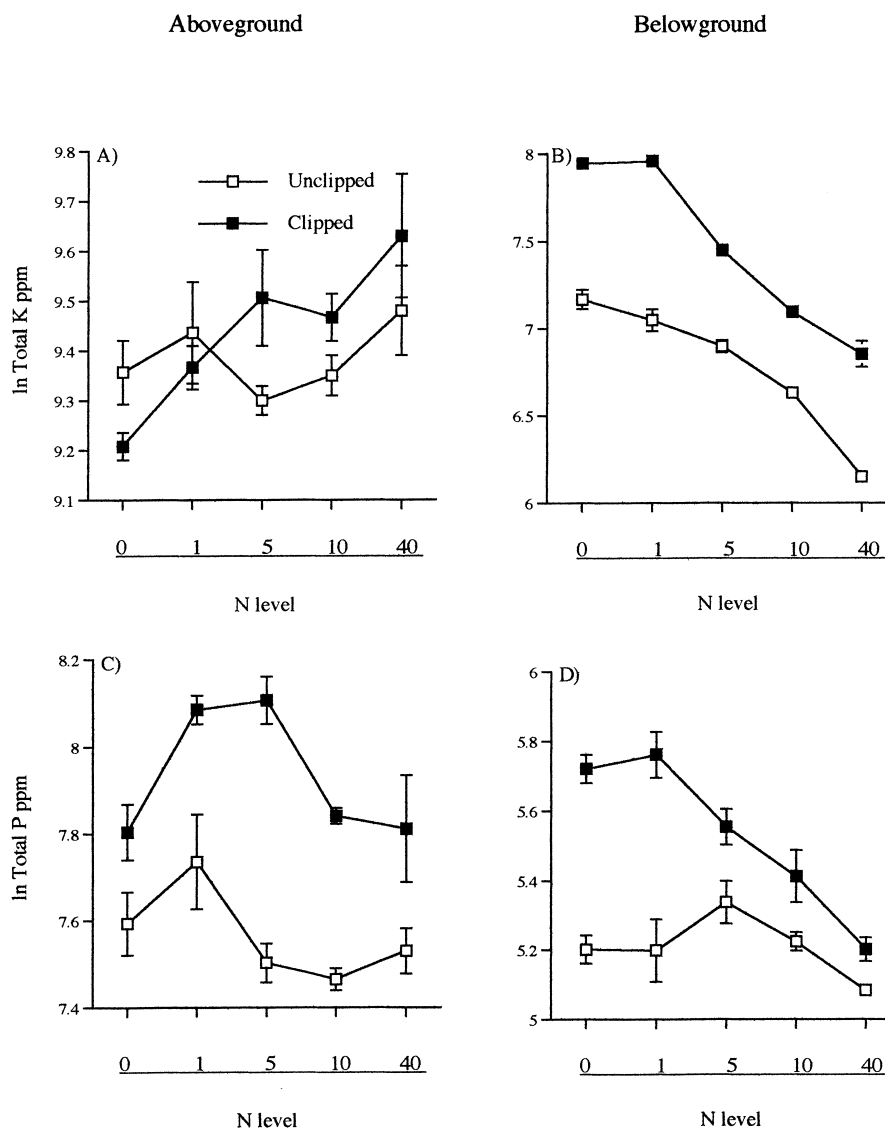 Aboveground
Belowground
A)
Unclipped
Clipped
ln Total K ppm
9.8
9.7
9.6
9.5
9.4
9.3
9.2
9.1
0 1 5 10 40
N level
B)
8
7.5
7
6.5
6
0 1 5 10 40
N level
C)
ln Total P ppm
8.2
8
7.8
7.6
7.4
0 1 5 10 40
N level
D)
6
5.8
5.6
5.4
5.2
5
0 1 5 10 40
N level